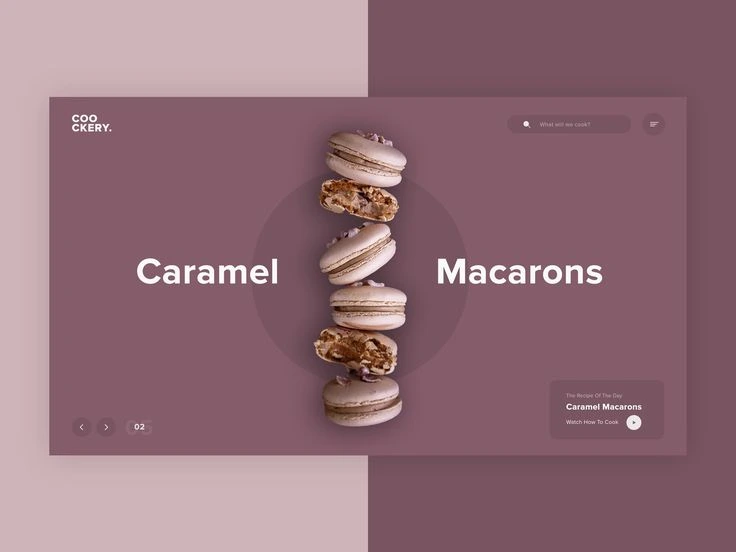 COO
CKERY.
What will we cook?
Caramel Macarons
The Recipe Of The Day
Caramel Macarons
Watch How To Cook
02